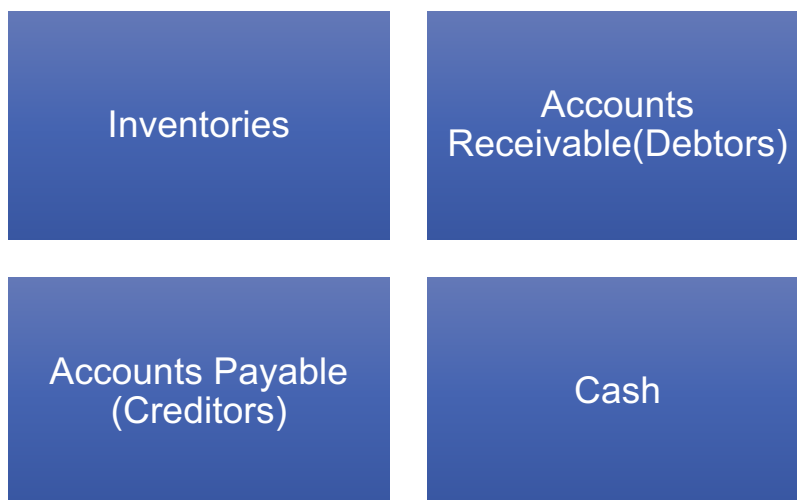 Inventories
Accounts
Receivable(Debtors)
Accounts Payable
(Creditors)
Cash